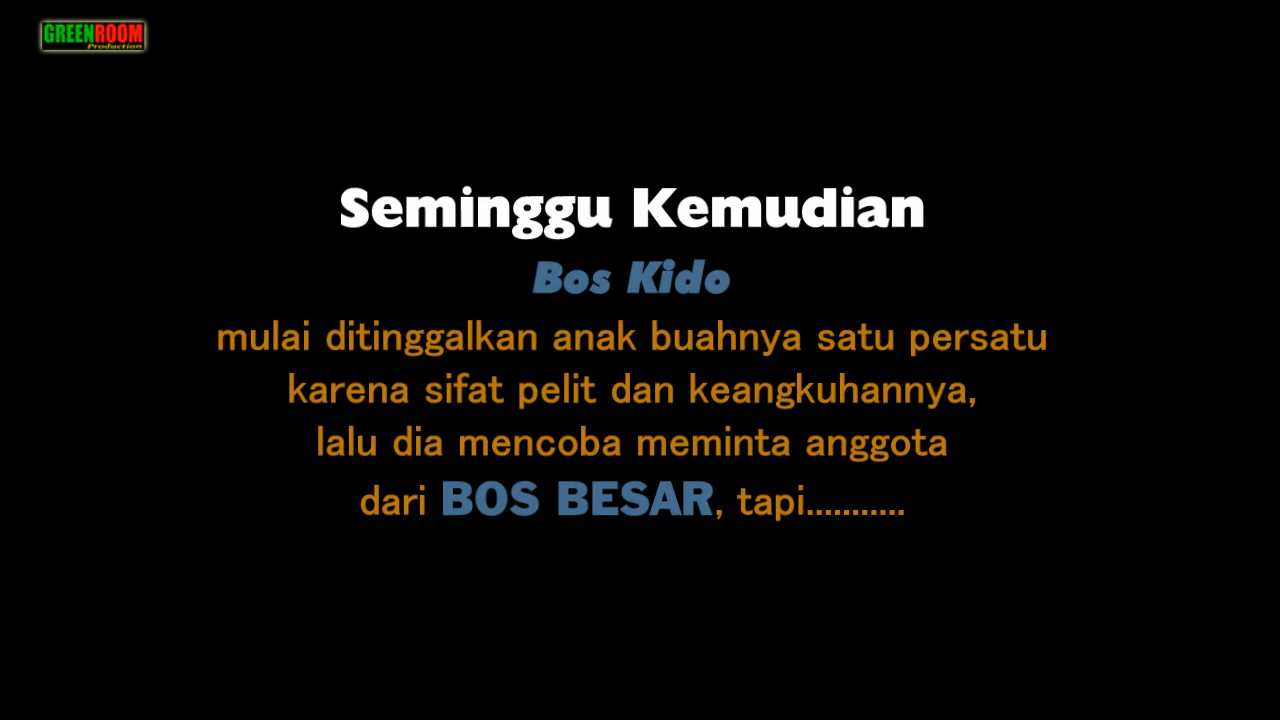 GREENROOM
Production
Seminggu Kemudian
Bos Kido
mulai ditinggalkan anak buahnya satu persatu
karena sifat pelit dan keangkuhannya,
lalu dia mencoba meminta anggota
dari BOS BESAR, tapi...........